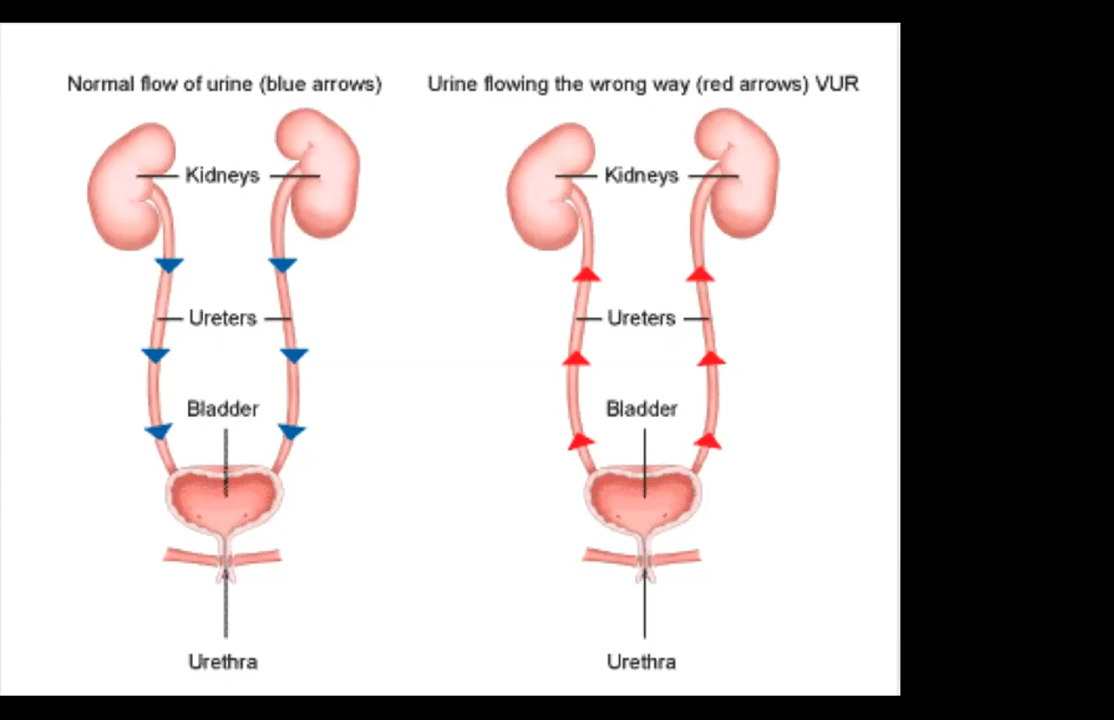 Normal flow of urine (blue arrows)
Kidneys
Ureters
Bladder
Urethra
Urine flowing the wrong way (red arrows) VUR
Kidneys
Ureters
Bladder
Urethra